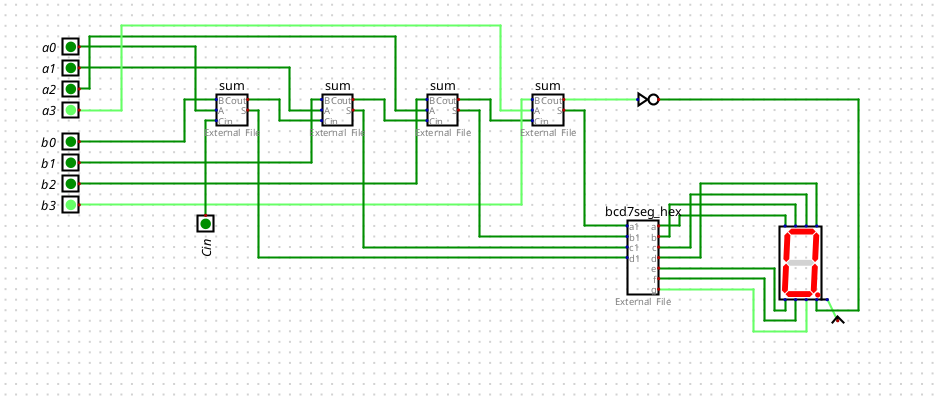 a0
a1
a2
a3
b0
b1
b2
b3
Cin
sum
B Cout
A S
Cin
External File
sum
B Cout
A S
Cin
External File
sum
B Cout
A S
Cin
External File
sum
B Cout
A S
Cin
External File
bcd7seg_hex
a1 a
b1 b
c1 c
d1 d
e
f
g
External File